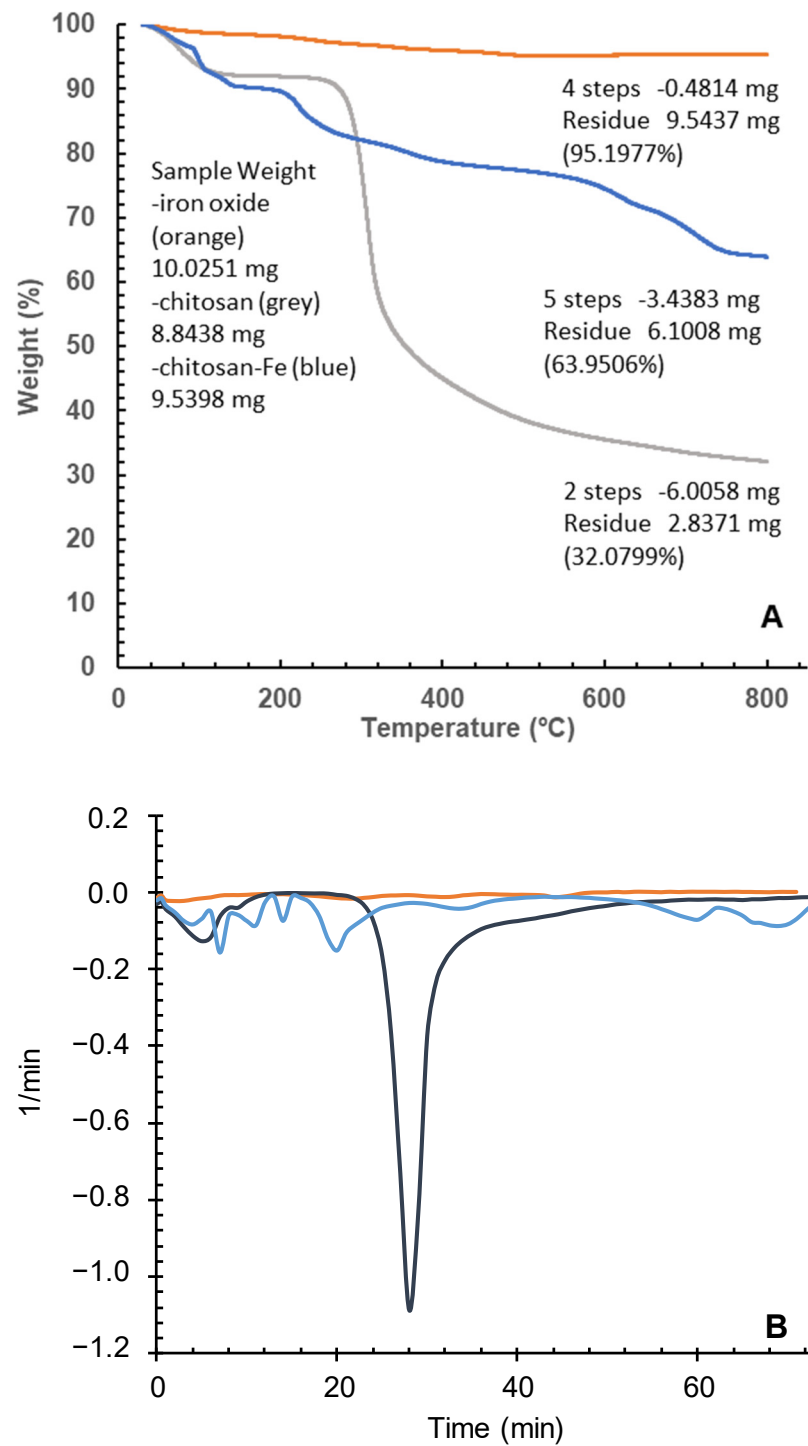 100
90
80
70
60
50
40
30
20
10
0
Weight (%)
4 steps -0.4814 mg
Residue 9.5437 mg
(95.1977%)
Sample Weight
-iron oxide
(orange)
10.0251 mg
-chitosan (grey)
8.8438 mg
-chitosan-Fe (blue)
9.5398 mg
5 steps -3.4383 mg
Residue 6.1008 mg
(63.9506%)
2 steps -6.0058 mg
Residue 2.8371 mg
(32.0799%)
A
0 200 400 600 800
Temperature (°C)
0.2
0.0
−0.2
−0.4
−0.6
−0.8
−1.0
−1.2
1/min
B
0 20 40 60
Time (min)